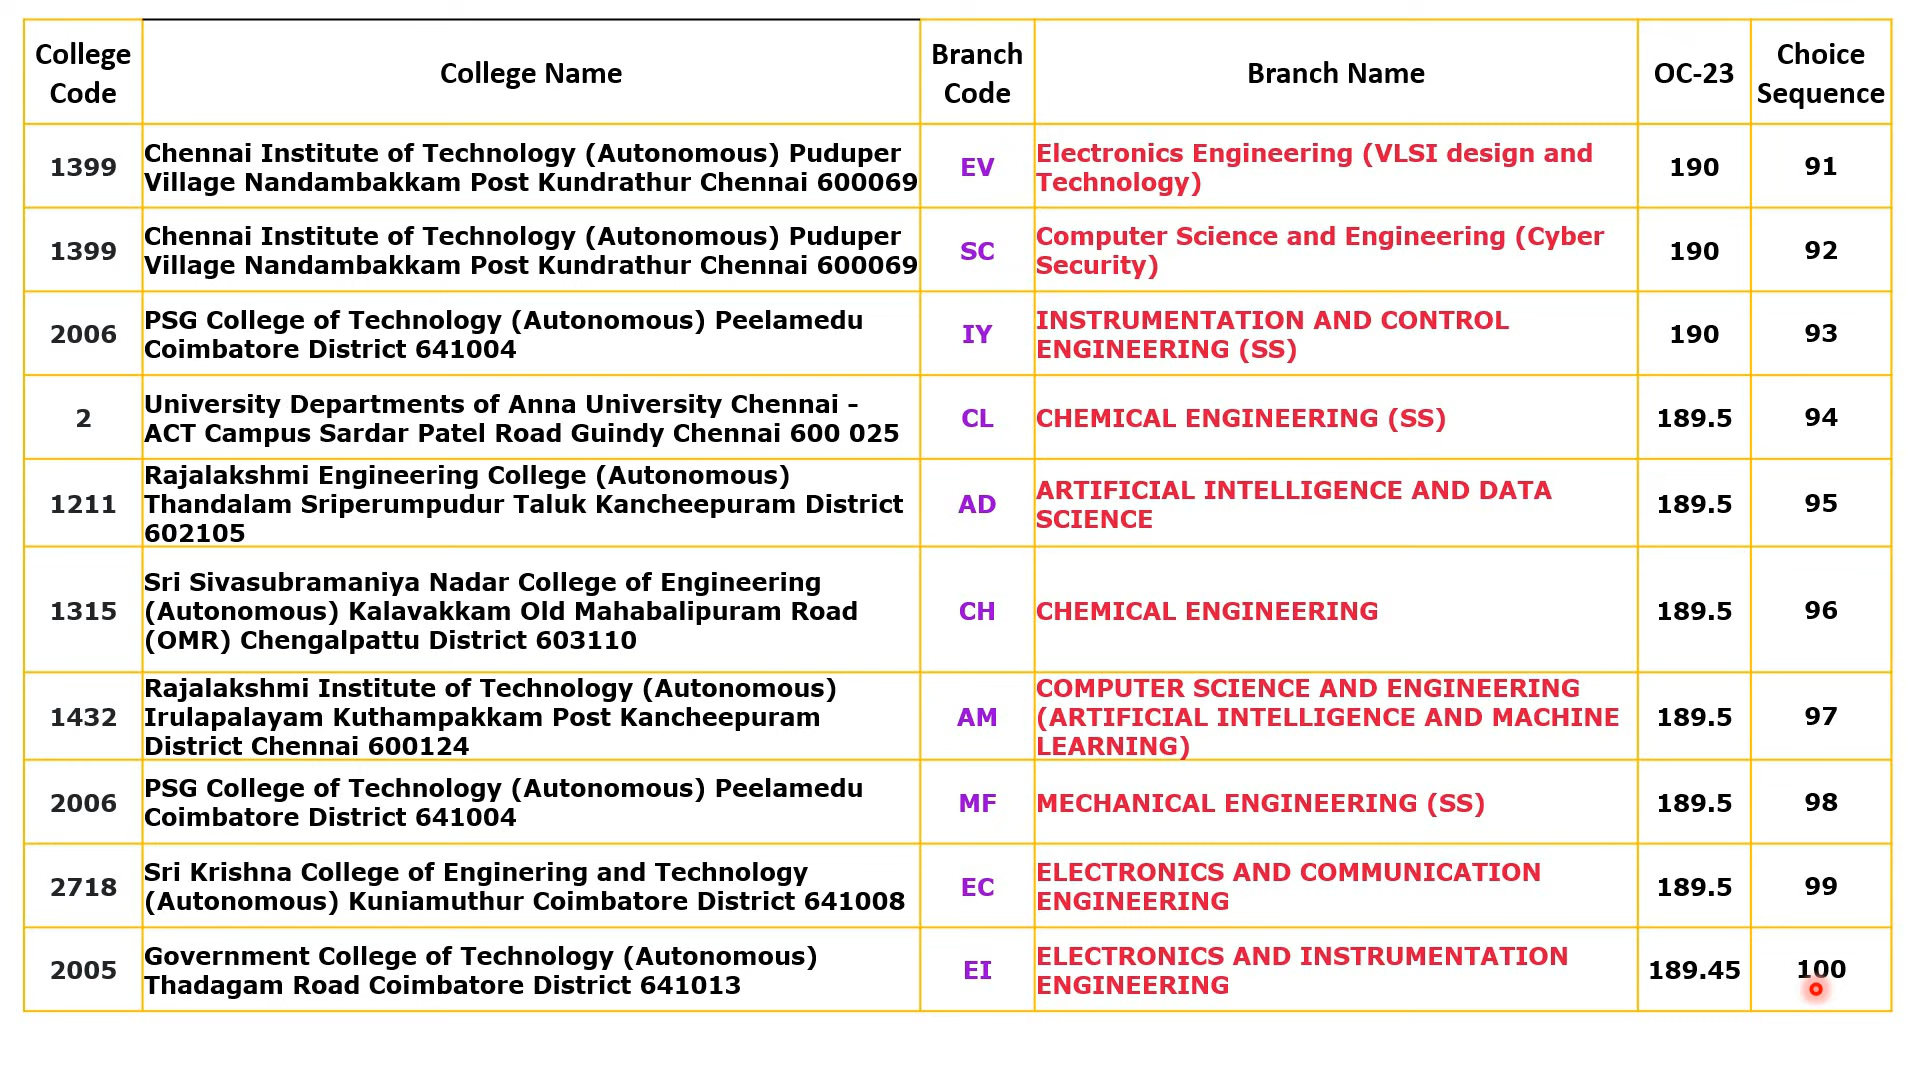 College Code
College Name
Branch Code
Branch Name
OC-23
Choice Sequence
1399
Chennai Institute of Technology (Autonomous) Puduper
Village Nandambakkam Post Kundrathur Chennai 600069
EV
Electronics Engineering (VLSI design and
Technology)
190
91
1399
Chennai Institute of Technology (Autonomous) Puduper
Village Nandambakkam Post Kundrathur Chennai 600069
SC
Computer Science and Engineering (Cyber
Security)
190
92
2006
PSG College of Technology (Autonomous) Peelamedu
Coimbatore District 641004
IY
INSTRUMENTATION AND CONTROL
ENGINEERING (SS)
190
93
2
University Departments of Anna University Chennai -
ACT Campus Sardar Patel Road Guindy Chennai 600 025
CL
CHEMICAL ENGINEERING (SS)
189.5
94
1211
Rajalakshmi Engineering College (Autonomous)
Thandalam Sriperumpudur Taluk Kancheepuram District
602105
AD
ARTIFICIAL INTELLIGENCE AND DATA
SCIENCE
189.5
95
1315
Sri Sivasubramaniya Nadar College of Engineering
(Autonomous) Kalavakkam Old Mahabalipuram Road
(OMR) Chengalpattu District 603110
CH
CHEMICAL ENGINEERING
189.5
96
1432
Rajalakshmi Institute of Technology (Autonomous)
Irulapalayam Kuthampakkam Post Kancheepuram
District Chennai 600124
AM
COMPUTER SCIENCE AND ENGINEERING
(ARTIFICIAL INTELLIGENCE AND MACHINE
LEARNING)
189.5
97
2006
PSG College of Technology (Autonomous) Peelamedu
Coimbatore District 641004
MF
MECHANICAL ENGINEERING (SS)
189.5
98
2718
Sri Krishna College of Enginering and Technology
(Autonomous) Kuniamuthur Coimbatore District 641008
EC
ELECTRONICS AND COMMUNICATION
ENGINEERING
189.5
99
2005
Government College of Technology (Autonomous)
Thadagam Road Coimbatore District 641013
EI
ELECTRONICS AND INSTRUMENTATION
ENGINEERING
189.45
100